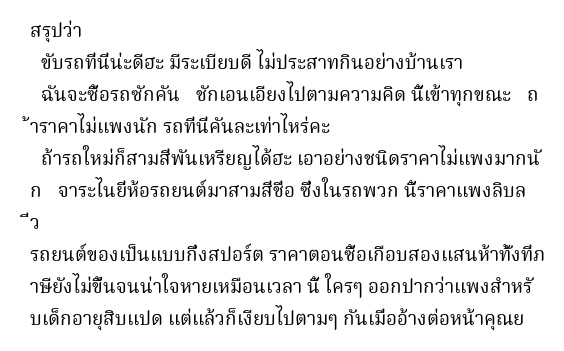 สรุปว่า
ขับรถที่นี่น่ะดีฮะ มีระเบียบดี ไม่ประสาทกินอย่างบ้านเรา
ฉันจะซื้อรถซักคัน ชักเอนเอียงไปตามความคิด นี้เข้าทุกขณะ ถ
้าราคาไม่แพงนัก รถที่นี่คันละเท่าไหร่คะ
ถ้ารถใหม่ก็สามสี่พันเหรียญได้ฮะ เอาอย่างชนิดราคาไม่แพงมากนั
ก จาระไนยี่ห้อรถยนต์มาสามสี่ชื่อ ซึ่งในรถพวก นี้ราคาแพงลิบล
ิ่ว
รถยนต์ของเป็นแบบกึ่งสปอร์ต ราคาตอนซื้อเกือบสองแสนห้าทั้งที่ภ
าษียังไม่ขึ้นจนน่าใจหายเหมือนเวลา นี้ ใครๆ ออกปากว่าแพงสำหรั
บเด็กอายุสิบแปด แต่แล้วก็เงียบไปตามๆ กันเมื่ออ้างต่อหน้าคุณย